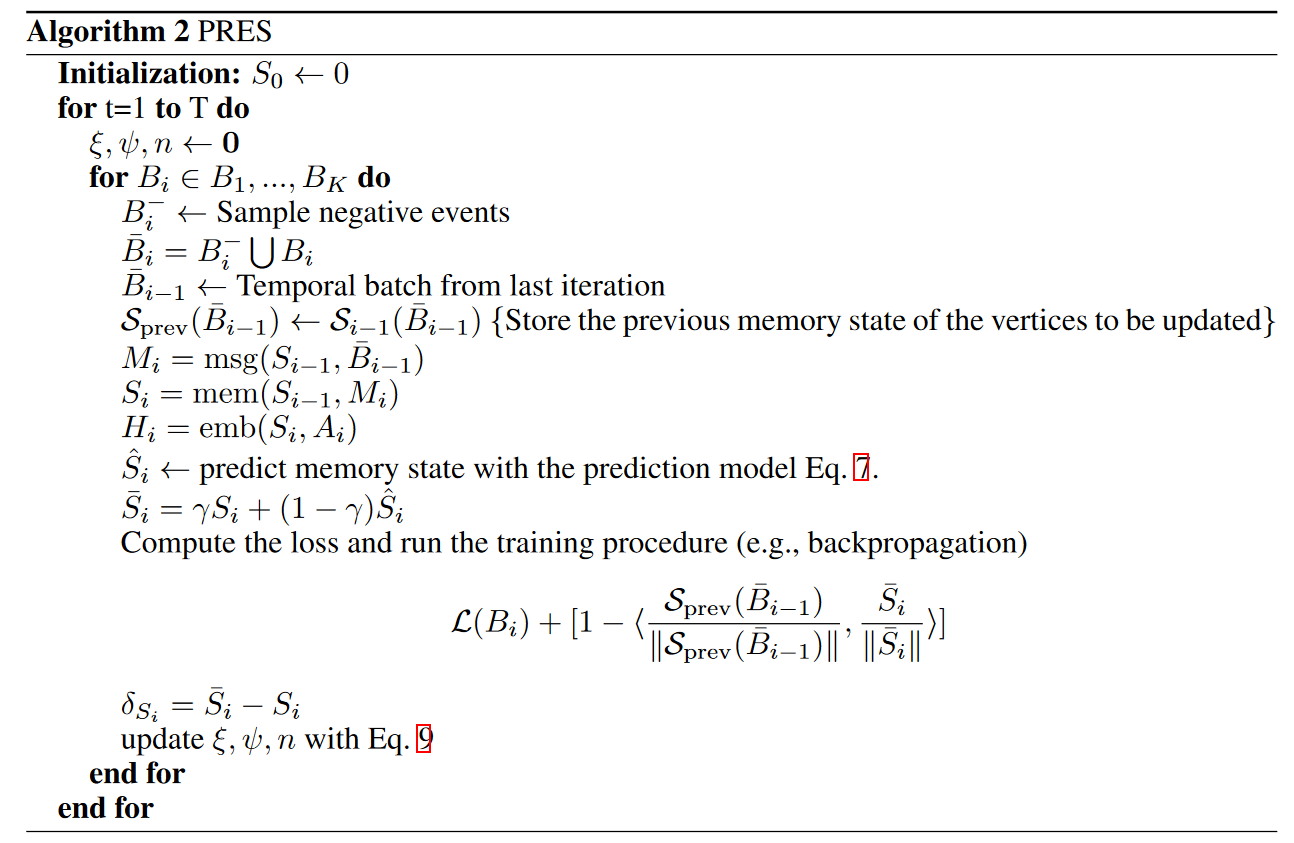 Algorithm 2 PRES
Initialization: $S_0 \leftarrow 0$
for t=1 to T do
$\xi, \psi, n \leftarrow \mathbf{0}$
for $B_i \in B_1, ..., B_K$ do
$B_i^- \leftarrow$ Sample negative events
$\bar{B}_i = B_i^- \bigcup B_i$
$\bar{B}_{i-1} \leftarrow$ Temporal batch from last iteration
$\mathcal{S}_{\text{prev}}(\bar{B}_{i-1}) \leftarrow \mathcal{S}_{i-1}(\bar{B}_{i-1})$ {Store the previous memory state of the vertices to be updated}
$M_i = \text{msg}(S_{i-1}, \bar{B}_{i-1})$
$S_i = \text{mem}(S_{i-1}, M_i)$
$H_i = \text{emb}(S_i, A_i)$
$\hat{S}_i \leftarrow$ predict memory state with the prediction model Eq. 7.
$\bar{S}_i = \gamma S_i + (1 - \gamma)\hat{S}_i$
Compute the loss and run the training procedure (e.g., backpropagation)
$\mathcal{L}(B_i) + [1 - \langle \frac{\mathcal{S}_{\text{prev}}(\bar{B}_{i-1})}{\|\mathcal{S}_{\text{prev}}(\bar{B}_{i-1})\|}, \frac{\bar{S}_i}{\|\bar{S}_i\|} \rangle]$
$\delta_{S_i} = \bar{S}_i - S_i$
update $\xi, \psi, n$ with Eq. 9
end for
end for